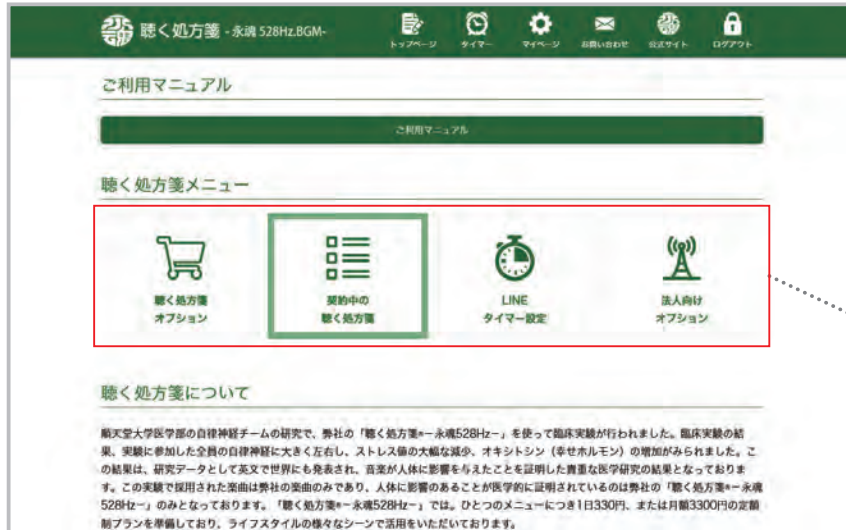 聴く処方箋 -永魂 528Hz.BGM-
トップページ タイマー マイページ お問い合わせ 公式サイト ログアウト
ご利用マニュアル
ご利用マニュアル
聴く処方箋メニュー
聴く処方箋
オプション
契約中の
聴く処方箋
LINE
タイマー設定
法人向け
オプション
聴く処方箋について
順天堂大学医学部の自律神経チームの研究で、弊社の「聴く処方箋®ー永魂528Hzー」を使って臨床実験が行われました。臨床実験の結
果、実験に参加した全員の自律神経に大きく左右し、ストレス値の大幅な減少、オキシトシン（幸せホルモン）の増加がみられました。こ
の結果は、研究データとして英文で世界にも発表され、音楽が人体に影響を与えたことを証明した貴重な医学研究の結果となっておりま
す。この実験で採用された楽曲は弊社の楽曲のみであり、人体に影響のあることが医学的に証明されているのは弊社の「聴く処方箋®ー永魂
528Hzー」のみとなっております。「聴く処方箋®ー永魂528Hzー」では。ひとつのメニューにつき1日330円、または月額3300円の定額
制プランを準備しており、ライフスタイルの様々なシーンで活用をいただいております。